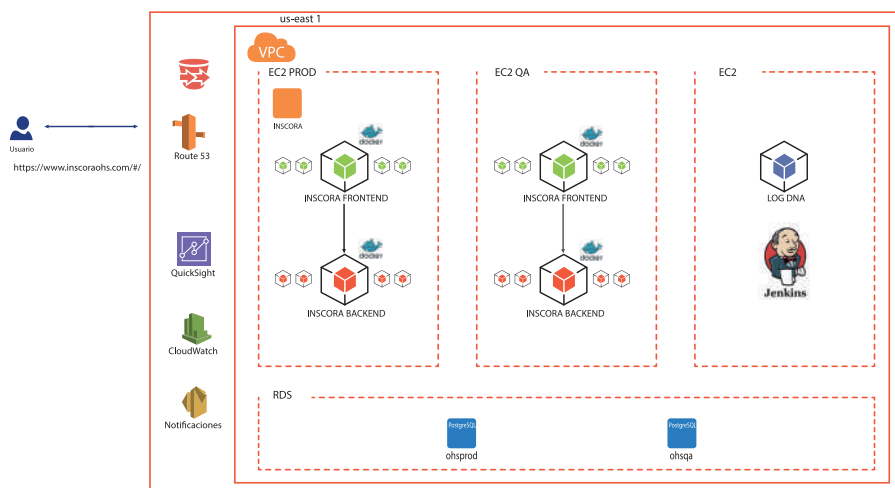 us-east 1
VPC
EC2 PROD
EC2 QA
EC2
INSCORA
docker
docker
Usuario
https://www.inscoraohs.com/#/
Route 53
INSCORA FRONTEND
INSCORA FRONTEND
LOG DNA
docker
docker
QuickSight
Jenkins
INSCORA BACKEND
INSCORA BACKEND
CloudWatch
RDS
Notificaciones
PostgreSQL
PostgreSQL
ohsprod
ohsqa